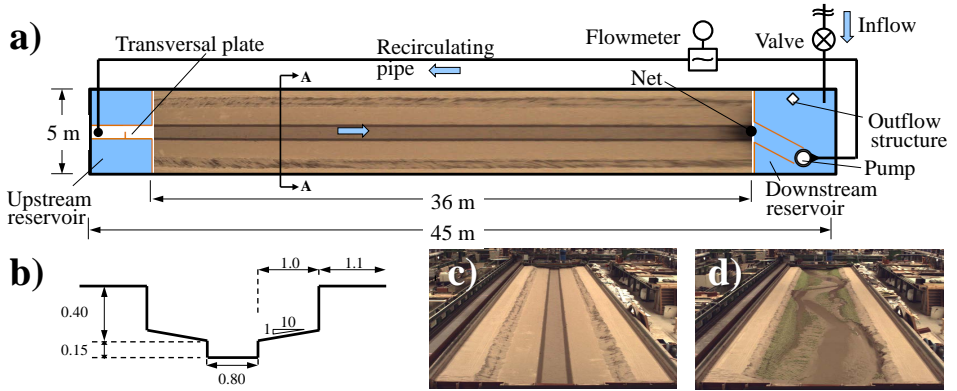 a)
Transversal plate
Recirculating
pipe
Flowmeter
Valve
Inflow
Net
A
5 m
Outflow
structure
Pump
A
Upstream
reservoir
36 m
Downstream
reservoir
45 m
b)
1.0
1.1
0.40
1
10
0.15
0.80
c)
d)